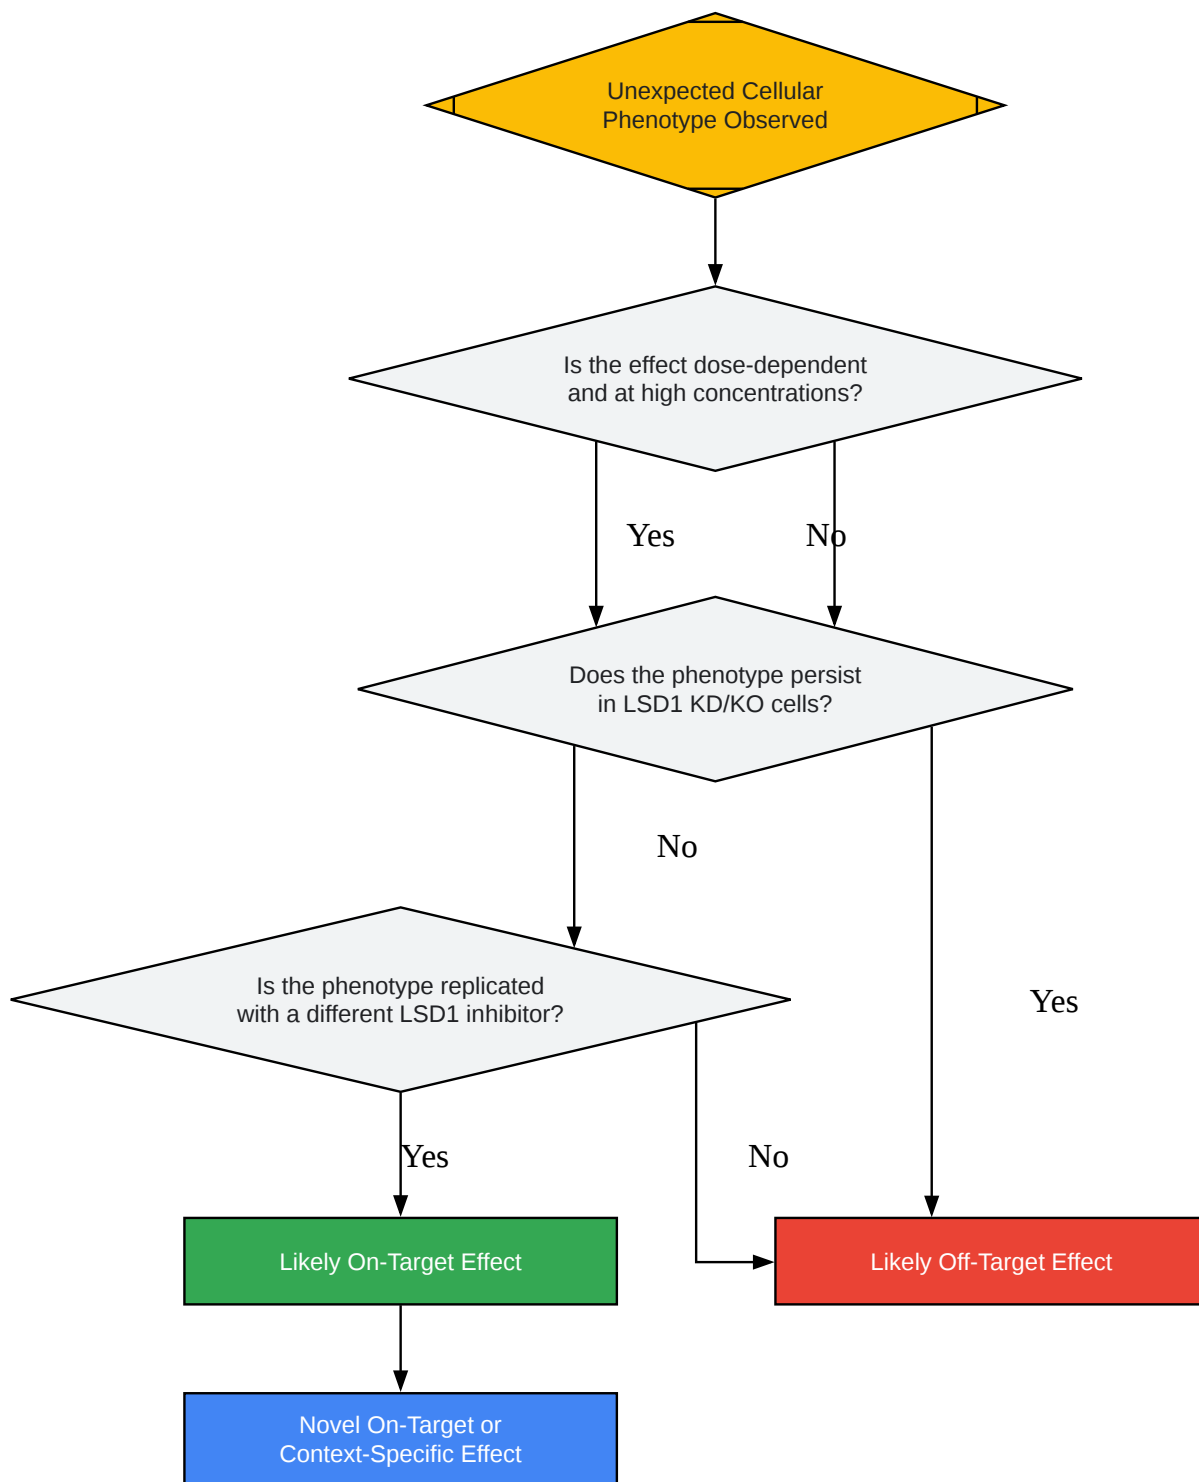 Unexpected Cellular
Phenotype Observed
Is the effect dose-dependent
and at high concentrations?
Yes
No
Does the phenotype persist
in LSD1 KD/KO cells?
No
Is the phenotype replicated
with a different LSD1 inhibitor?
Yes
Yes
No
Likely On-Target Effect
Likely Off-Target Effect
Novel On-Target or
Context-Specific Effect